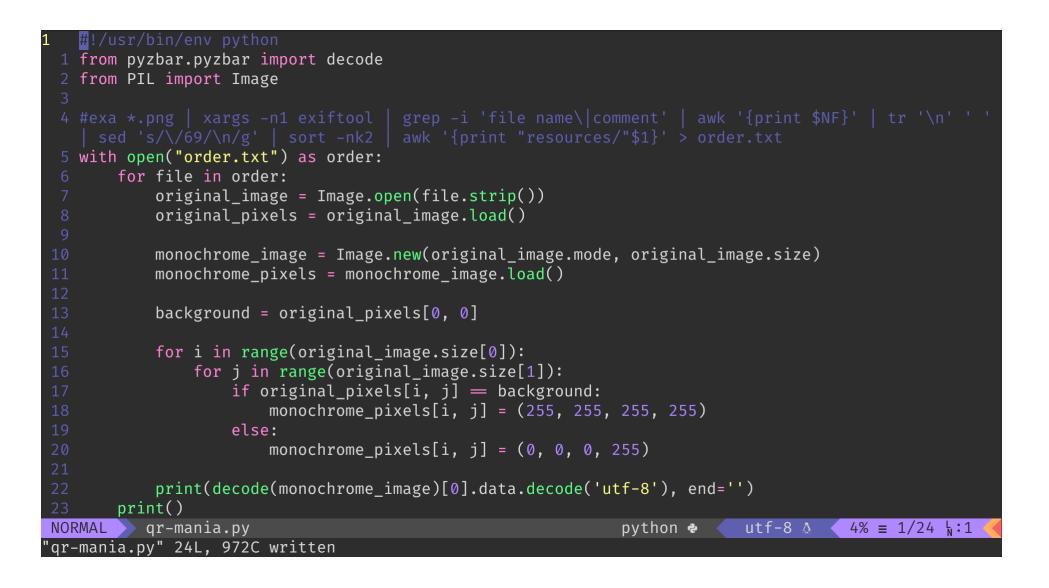 1 #!/usr/bin/env python
1 from pyzbar.pyzbar import decode
2 from PIL import Image
3
4 #exa *.png | xargs -n1 exiftool | grep -i 'file name\|comment' | awk '{print $NF}' | tr '\n' ' '
| sed 's/\/69/\n/g' | sort -nk2 | awk '{print "resources/"$1}' > order.txt
5 with open("order.txt") as order:
6     for file in order:
7         original_image = Image.open(file.strip())
8         original_pixels = original_image.load()
9
10         monochrome_image = Image.new(original_image.mode, original_image.size)
11         monochrome_pixels = monochrome_image.load()
12
13         background = original_pixels[0, 0]
14
15         for i in range(original_image.size[0]):
16             for j in range(original_image.size[1]):
17                 if original_pixels[i, j] == background:
18                     monochrome_pixels[i, j] = (255, 255, 255, 255)
19                 else:
20                     monochrome_pixels[i, j] = (0, 0, 0, 255)
21
22         print(decode(monochrome_image)[0].data.decode('utf-8'), end='')
23     print()
NORMAL qr-mania.py python utf-8 4% ≡ 1/24 LN:1
"qr-mania.py" 24L, 972C written